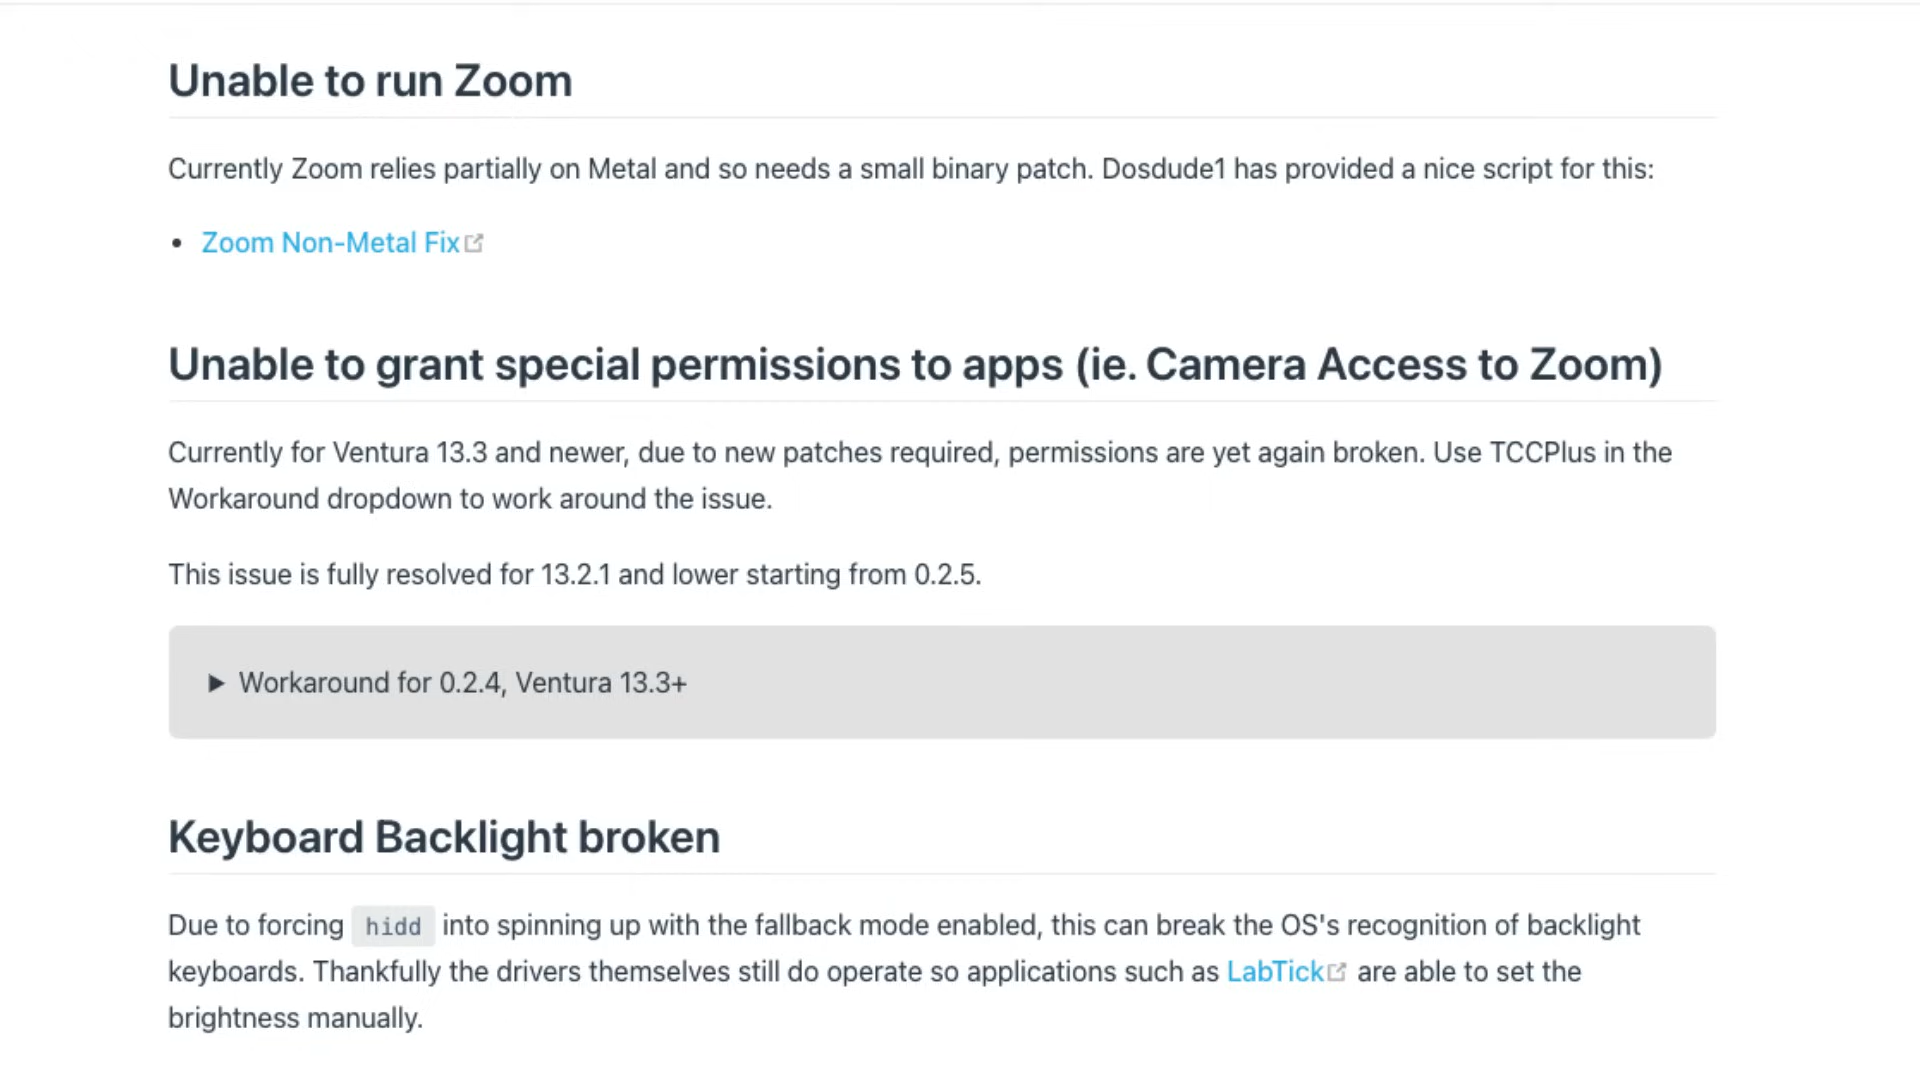 Unable to run Zoom
Currently Zoom relies partially on Metal and so needs a small binary patch. Dosdude1 has provided a nice script for this:
• Zoom Non-Metal Fix
Unable to grant special permissions to apps (ie. Camera Access to Zoom)
Currently for Ventura 13.3 and newer, due to new patches required, permissions are yet again broken. Use TCCPlus in the
Workaround dropdown to work around the issue.
This issue is fully resolved for 13.2.1 and lower starting from 0.2.5.
▶ Workaround for 0.2.4, Ventura 13.3+
Keyboard Backlight broken
Due to forcing hidd into spinning up with the fallback mode enabled, this can break the OS's recognition of backlight
keyboards. Thankfully the drivers themselves still do operate so applications such as LabTick are able to set the
brightness manually.